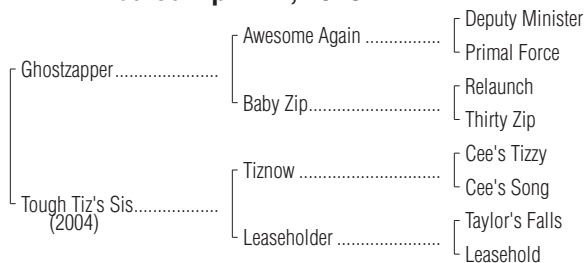 Deputy Minister
Awesome Again
Primal Force
Ghostzapper
Relaunch
Baby Zip
Thirty Zip
Cee's Tizzy
Tiznow
Cee's Song
Tough Tiz's Sis
(2004)
Taylor's Falls
Leaseholder
Leasehold